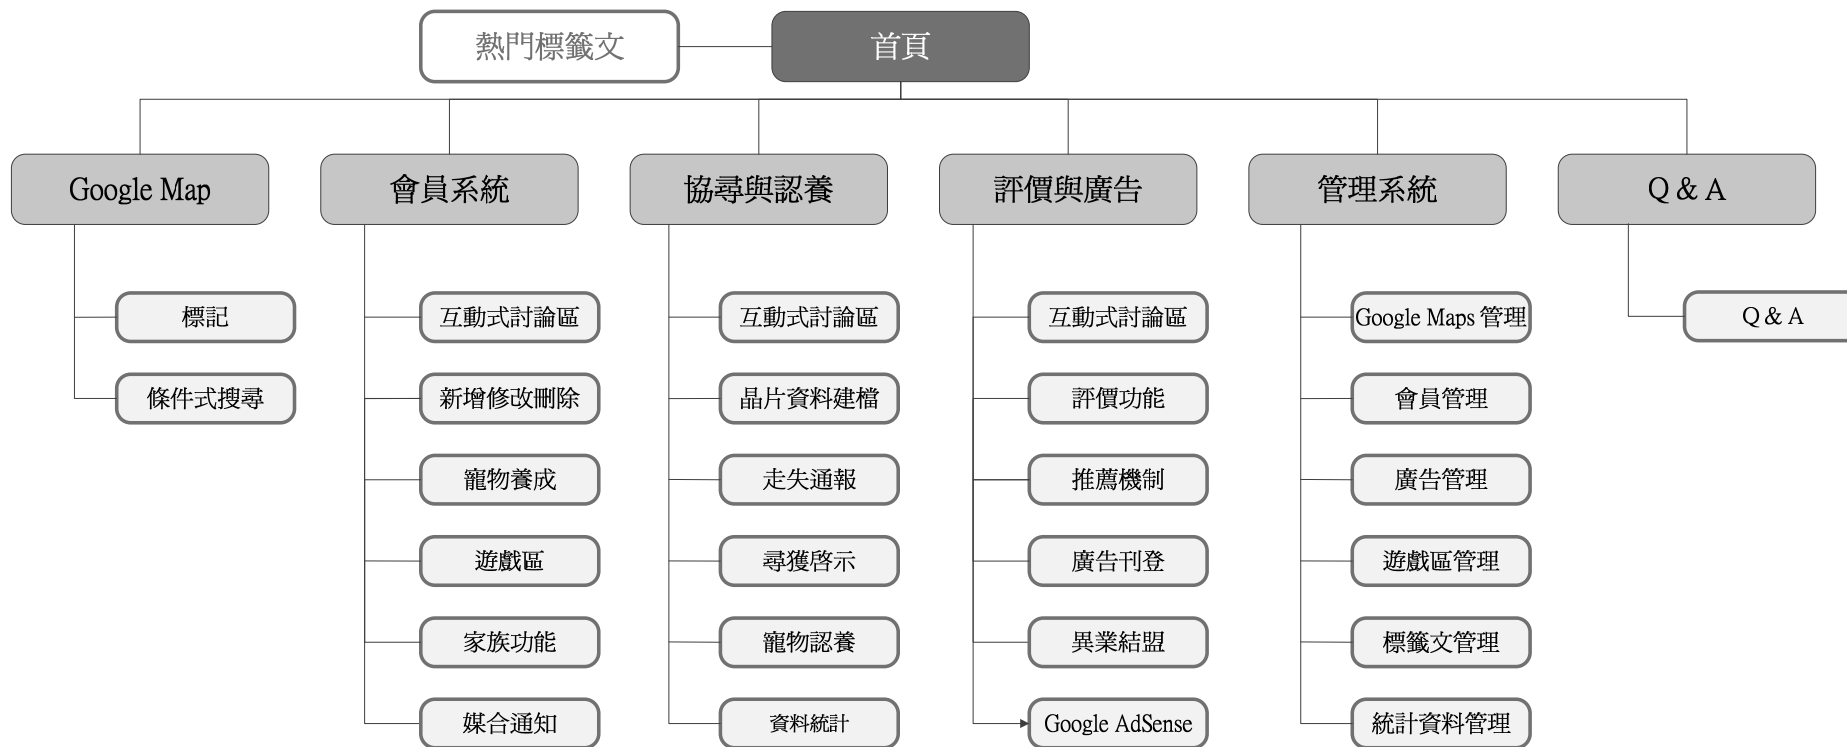 熱門標籤文
首頁
Google Map
會員系統
協尋與認養
評價與廣告
管理系統
Q & A
標記
條件式搜尋
互動式討論區
新增修改刪除
寵物養成
遊戲區
家族功能
媒合通知
互動式討論區
晶片資料建檔
走失通報
尋獲啓示
寵物認養
資料統計
互動式討論區
評價功能
推薦機制
廣告刊登
異業結盟
Google AdSense
Google Maps 管理
會員管理
廣告管理
遊戲區管理
標籤文管理
統計資料管理
Q & A